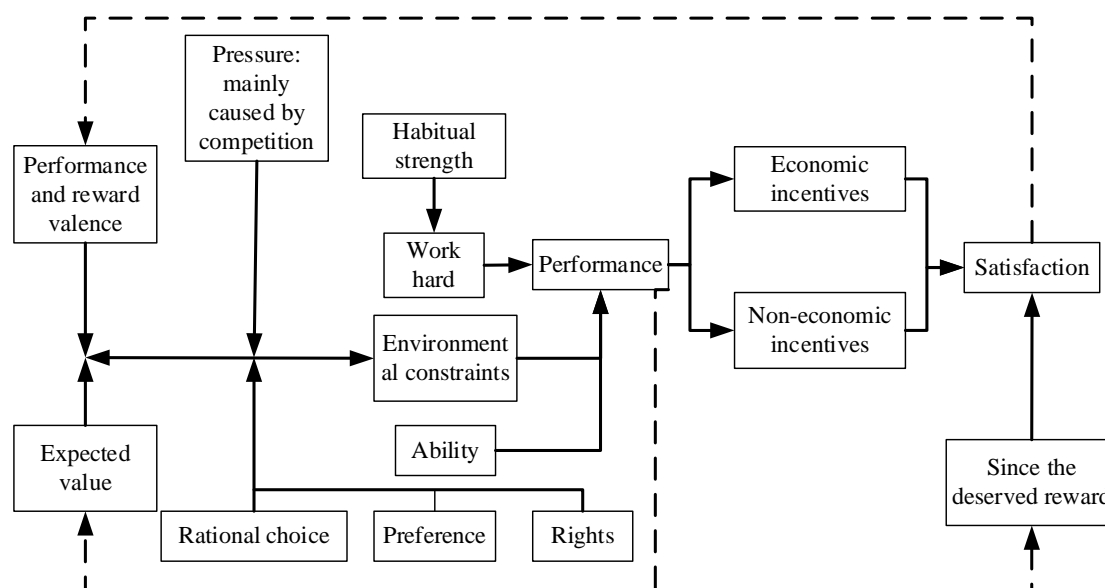 Pressure:
mainly
caused by
competition
Performance
and reward
valence
Habitual
strength
Work
hard
Performance
Economic
incentives
Non-economic
incentives
Satisfaction
Environment
al constraints
Ability
Expected
value
Rational choice
Preference
Rights
Since the
deserved reward